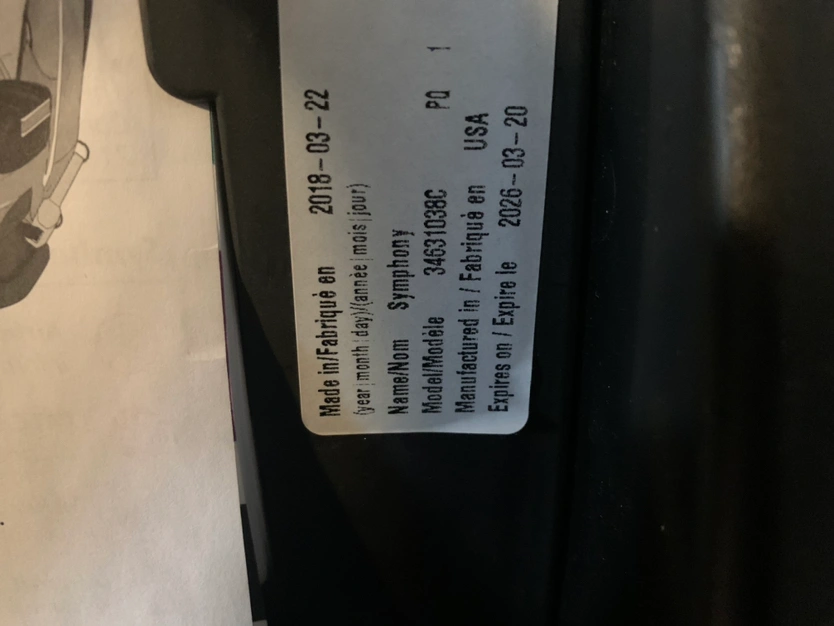 Made in/Fabriqué en 2018-03-22
(year|month|day)/(année|mois|jour)
Name/Nom Symphony
Model/Modèle 34631038C PQ 1
Manufactured in / Fabriqué en USA
Expires on / Expire le 2026-03-20